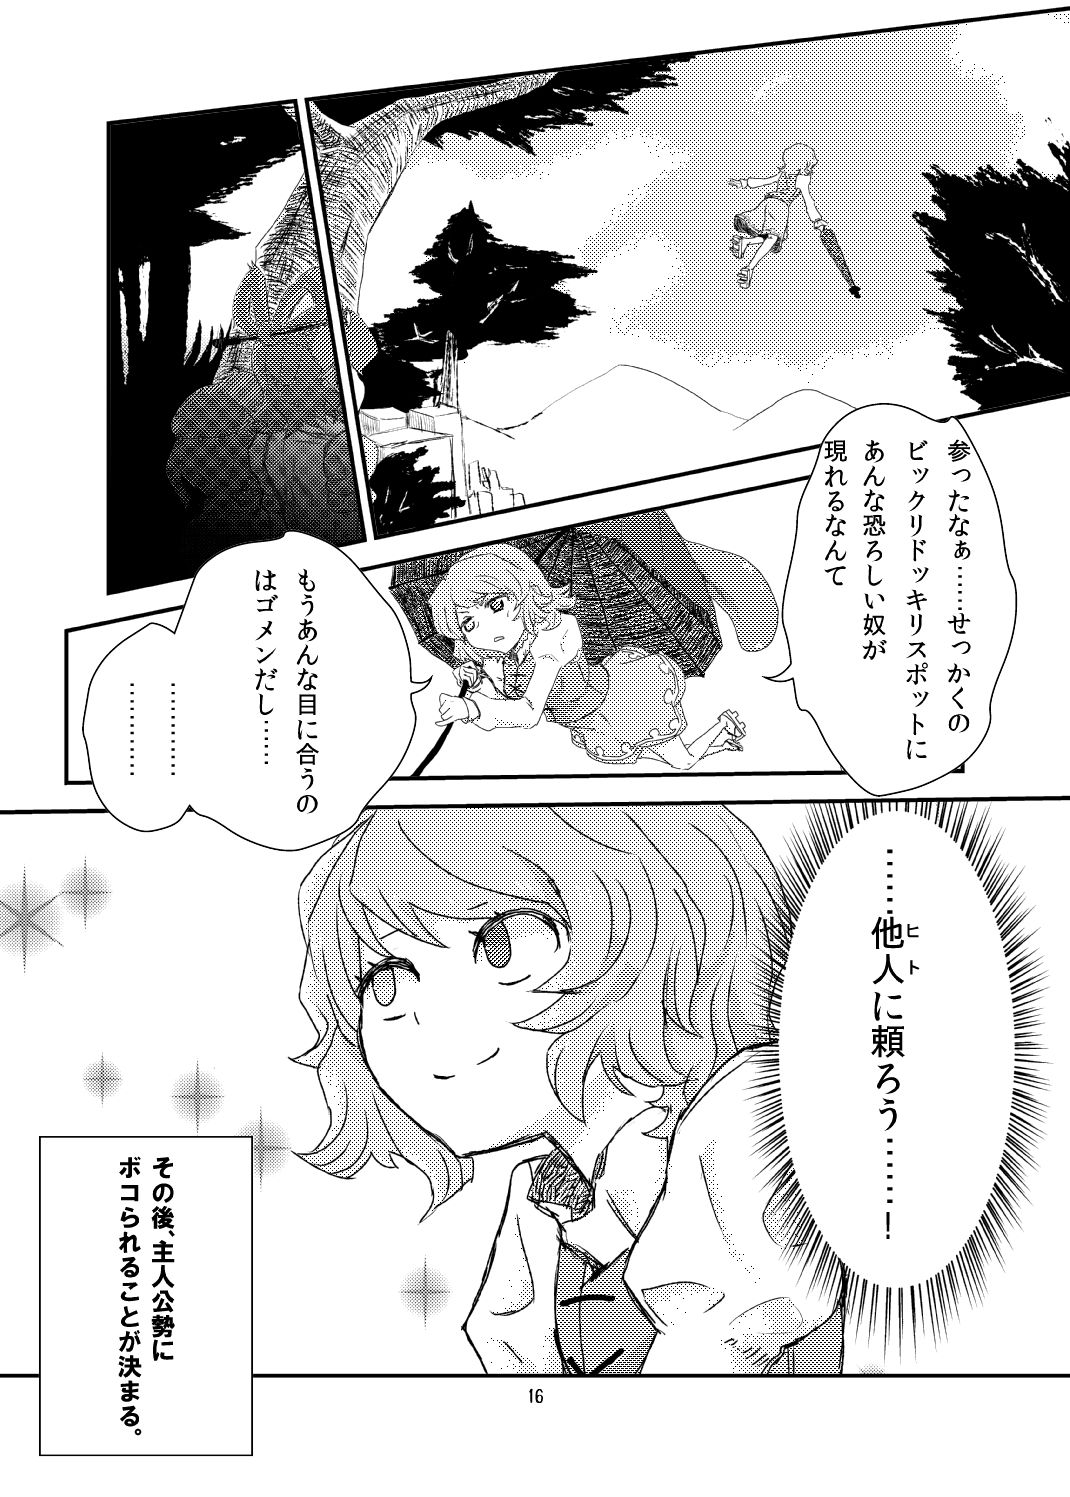 参ったなぁ……せっかくの
ビックリドッキリスポットに
あんな恐ろしい奴が
現れるなんて
もうあんな目に合うの
はゴメンだし……
…………
…………
……他人に頼ろう………！
ヒト
その後、主人公勢に
ボコられることが決まる。
16